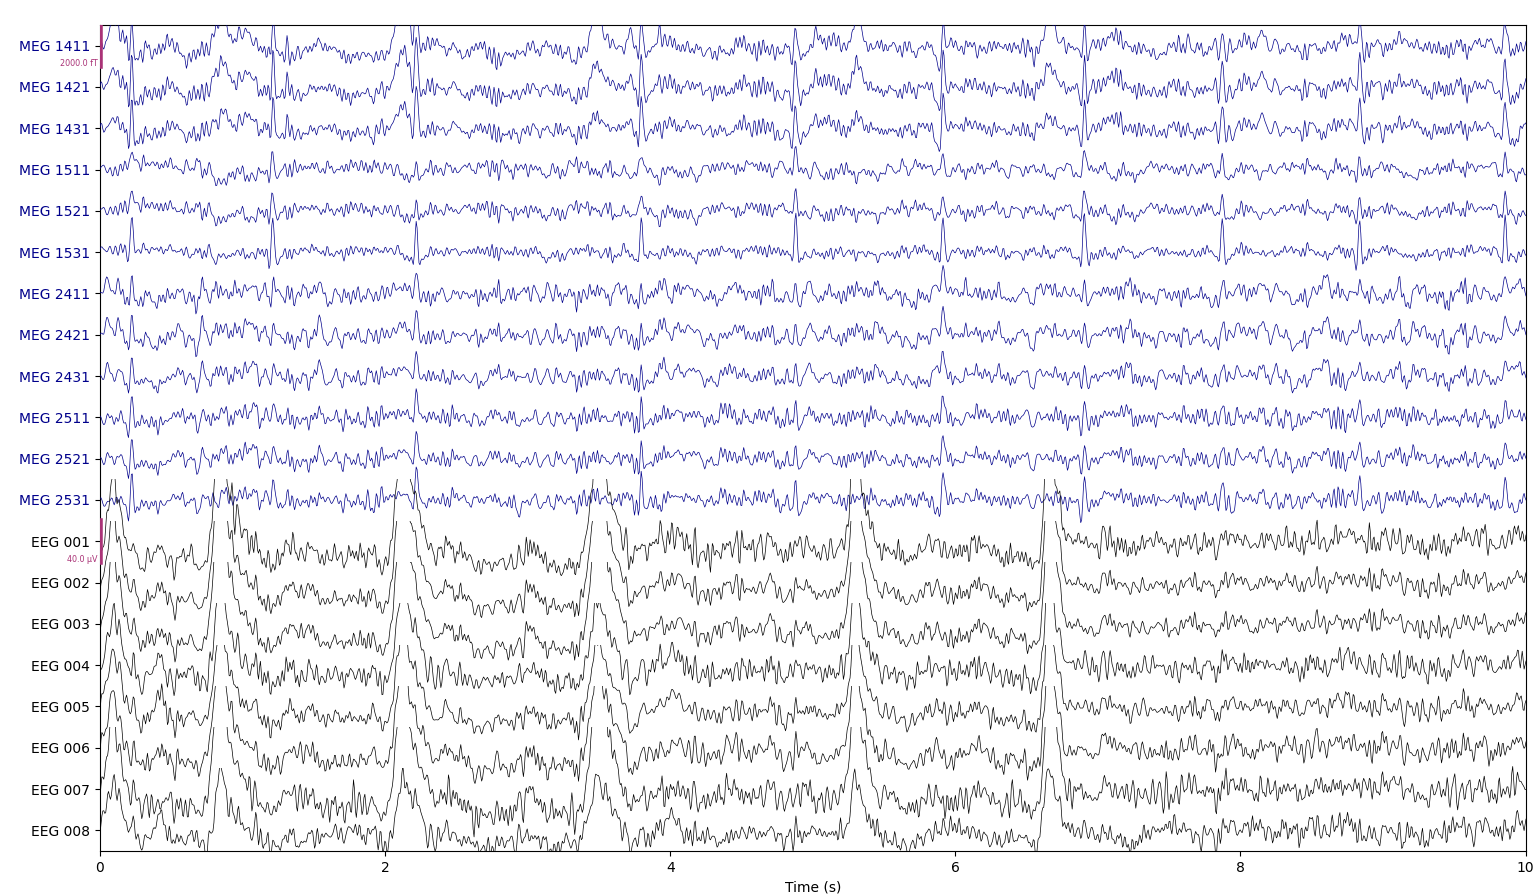 MEG 1411
2000.0 fT
MEG 1421
MEG 1431
MEG 1511
MEG 1521
MEG 1531
MEG 2411
MEG 2421
MEG 2431
MEG 2511
MEG 2521
MEG 2531
EEG 001
40.0 µV
EEG 002
EEG 003
EEG 004
EEG 005
EEG 006
EEG 007
EEG 008
0 2 4 6 8 10
Time (s)